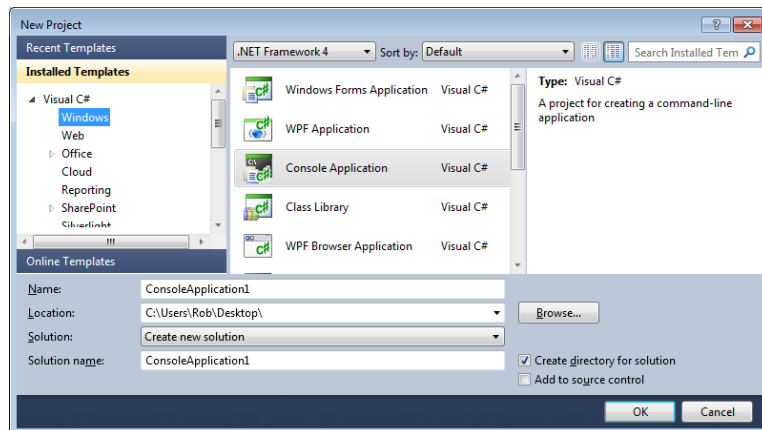 New Project
Recent Templates
.NET Framework 4 Sort by: Default Search Installed Tem
Installed Templates
Visual C#
Windows
Web
Office
Cloud
Reporting
SharePoint
Silverlight
Online Templates
Windows Forms Application Visual C#
WPF Application Visual C#
Console Application Visual C#
Class Library Visual C#
WPF Browser Application Visual C#
Type: Visual C#
A project for creating a command-line
application
Name: ConsoleApplication1
Location: C:\Users\Rob\Desktop\ Browse...
Solution: Create new solution
Solution name: ConsoleApplication1 Create directory for solution
Add to source control
OK Cancel